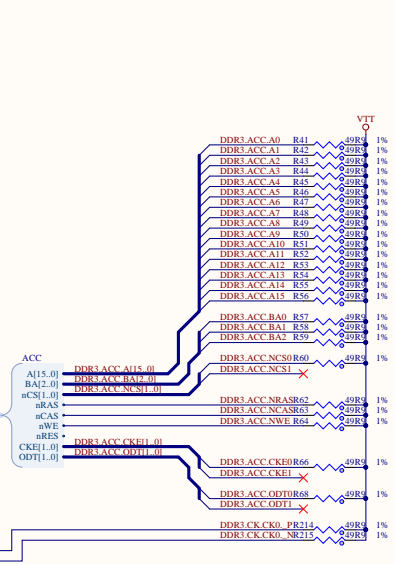 VTT
DDR3.ACC.A0 R41 49R9 1%
DDR3.ACC.A1 R42 49R9 1%
DDR3.ACC.A2 R43 49R9 1%
DDR3.ACC.A3 R44 49R9 1%
DDR3.ACC.A4 R45 49R9 1%
DDR3.ACC.A5 R46 49R9 1%
DDR3.ACC.A6 R47 49R9 1%
DDR3.ACC.A7 R48 49R9 1%
DDR3.ACC.A8 R49 49R9 1%
DDR3.ACC.A9 R50 49R9 1%
DDR3.ACC.A10 R51 49R9 1%
DDR3.ACC.A11 R52 49R9 1%
DDR3.ACC.A12 R53 49R9 1%
DDR3.ACC.A13 R54 49R9 1%
DDR3.ACC.A14 R55 49R9 1%
DDR3.ACC.A15 R56 49R9 1%
DDR3.ACC.BA0 R57 49R9 1%
DDR3.ACC.BA1 R58 49R9 1%
DDR3.ACC.BA2 R59 49R9 1%
ACC
DDR3.ACC.NCS0 R60 49R9 1%
A[15..0] DDR3.ACC.A[15..0] DDR3.ACC.NCS1
BA[2..0] DDR3.ACC.BA[2..0]
nCS[1..0] DDR3.ACC.NCS[1..0]
nRAS DDR3.ACC.NRAS R62 49R9 1%
nCAS DDR3.ACC.NCAS R63 49R9 1%
nWE DDR3.ACC.NWE R64 49R9 1%
nRES
CKE[1..0] DDR3.ACC.CKE[1..0]
ODT[1..0] DDR3.ACC.ODT[1..0]
DDR3.ACC.CKE0 R66 49R9 1%
DDR3.ACC.CKE1
DDR3.ACC.ODT0 R68 49R9 1%
DDR3.ACC.ODT1
DDR3.CK.CK0._P R214 49R9 1%
DDR3.CK.CK0._N R215 49R9 1%